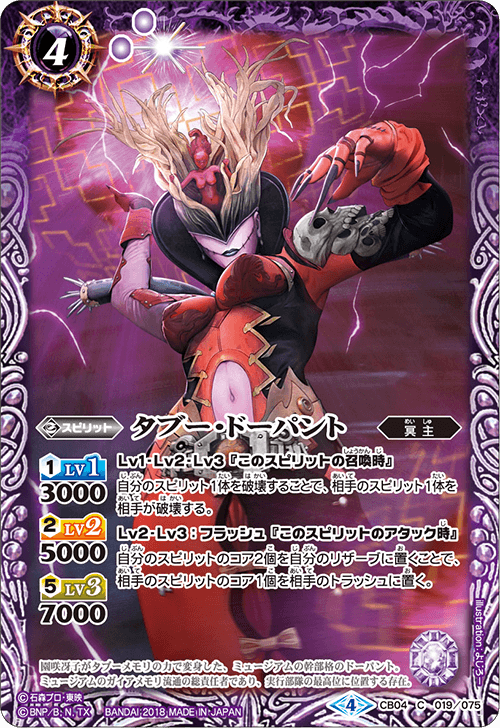 4
スピリット
タブー・ドーパント
めいしゅ
冥主
1 LV1
3000
2 LV2
5000
5 LV3
7000
Lv1・Lv2・Lv3『このスピリットの召喚時』
自分のスピリット1体を破壊することで、相手のスピリット1体を
相手が破壊する。
Lv2・Lv3：フラッシュ『このスピリットのアタック時』
自分のスピリットのコア2個を自分のリザーブに置くことで、
相手のスピリットのコア1個を相手のトラッシュに置く。
園咲冴子がタブーメモリの力で変身した、ミュージアムの幹部格のドーパント。
ミュージアムのガイアメモリ流通の総責任者であり、実行部隊の最高位に位置する存在。
illustration:よしじろー
©石森プロ・東映
©BNP/B, N, TX BANDAI 2018 MADE IN JAPAN
4 CB04 C 019/075